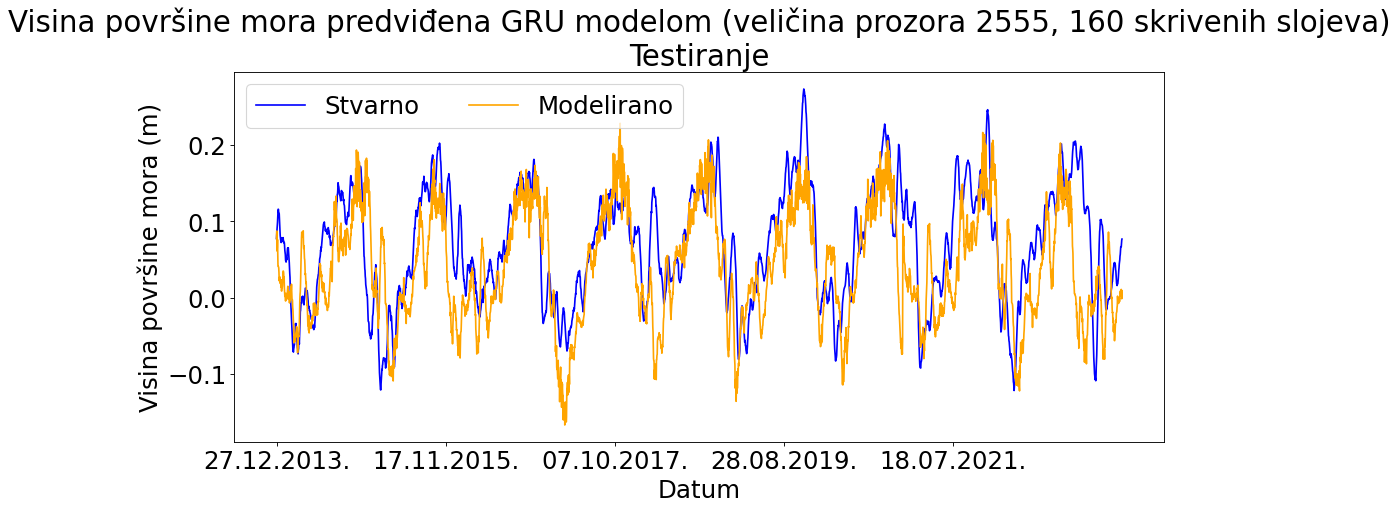 Visina površine mora predviđena GRU modelom (veličina prozora 2555, 160 skrivenih slojeva)
Testiranje
Stvarno Modelirano
Visina površine mora (m)
0.2
0.1
0.0
−0.1
27.12.2013. 17.11.2015. 07.10.2017. 28.08.2019. 18.07.2021.
Datum